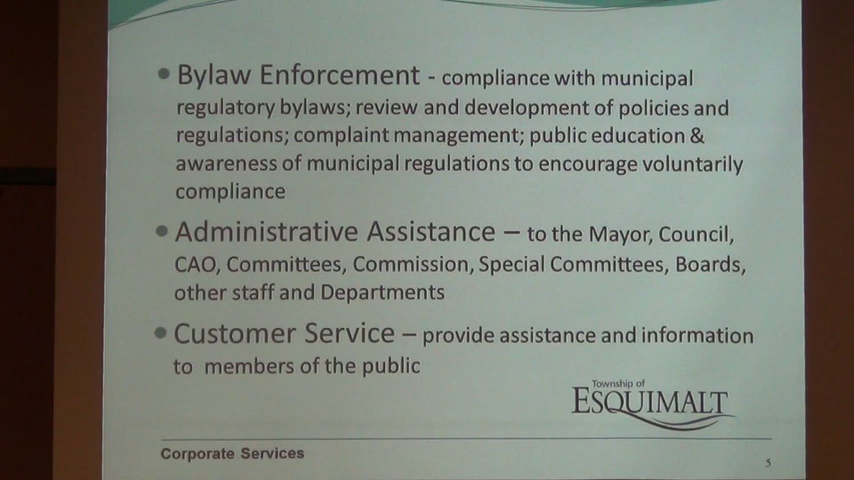 • Bylaw Enforcement - compliance with municipal
regulatory bylaws; review and development of policies and
regulations; complaint management; public education &
awareness of municipal regulations to encourage voluntarily
compliance
• Administrative Assistance – to the Mayor, Council,
CAO, Committees, Commission, Special Committees, Boards,
other staff and Departments
• Customer Service – provide assistance and information
to members of the public
Township of
ESQUIMALT
Corporate Services
5